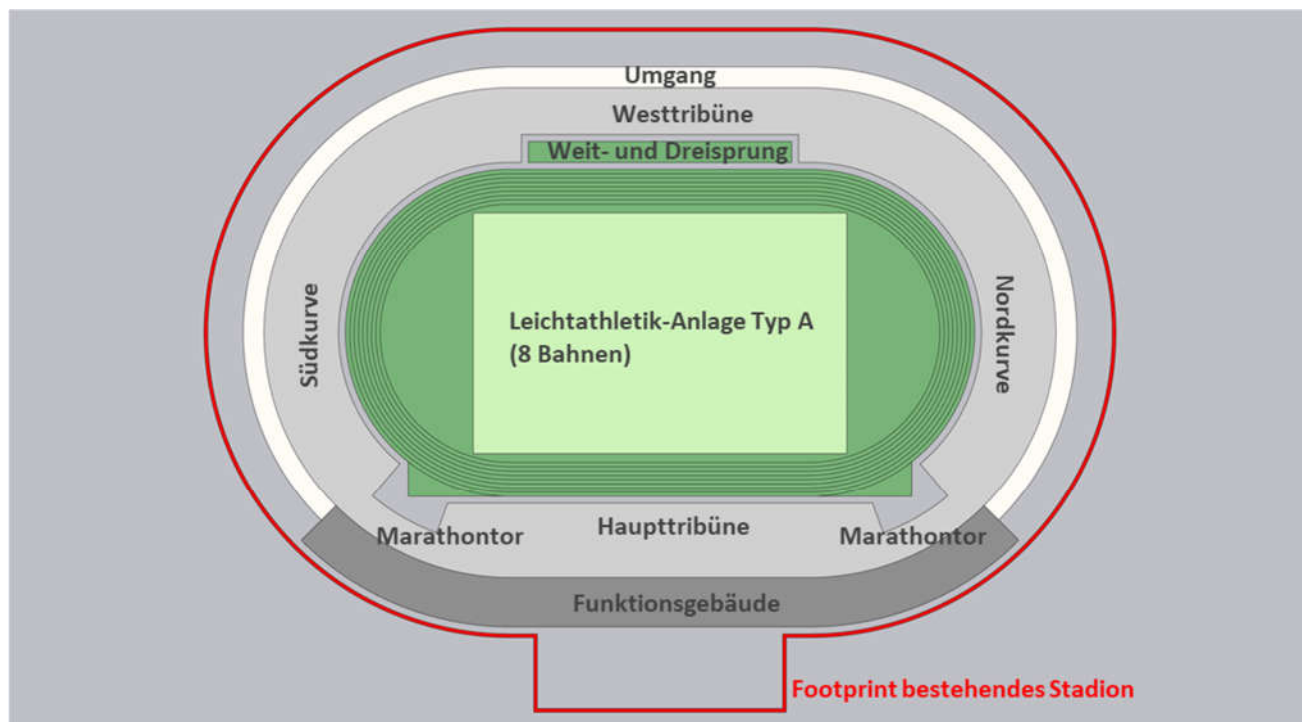 Umgang
Westtribüne
Weit- und Dreisprung
Südkurve
Leichtathletik-Anlage Typ A
(8 Bahnen)
Nordkurve
Marathontor
Haupttribüne
Marathontor
Funktionsgebäude
Footprint bestehendes Stadion